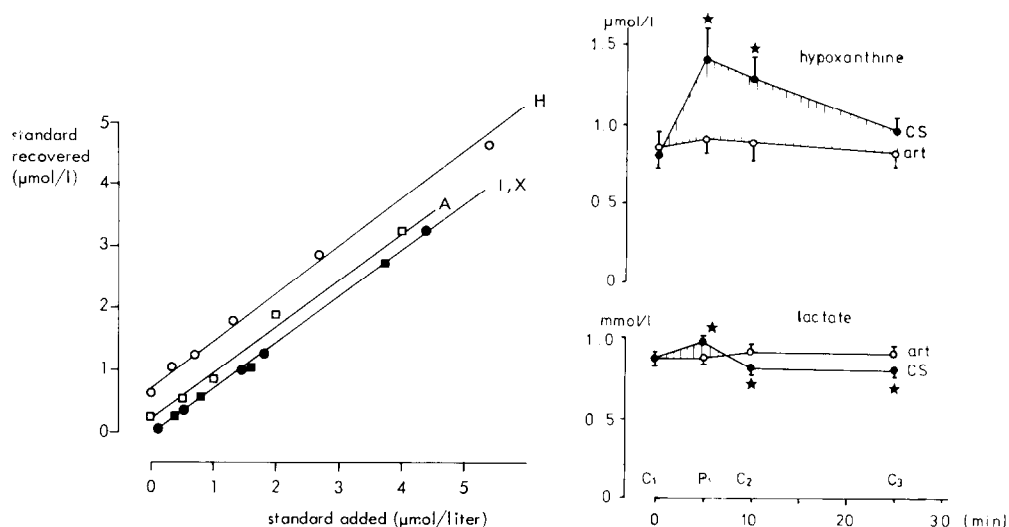 standard
recovered
(μmol/l)
5
4
3
2
1
0
H
A
I,X
0 1 2 3 4 5
standard added (μmol/liter)
μmol/l
1.5
1.0
0.5
0
hypoxanthine
CS
art
mmol/l
1.0
0.5
0
lactate
art
CS
C₁ P₁ C₂ C₃
0 10 20 30 (min)